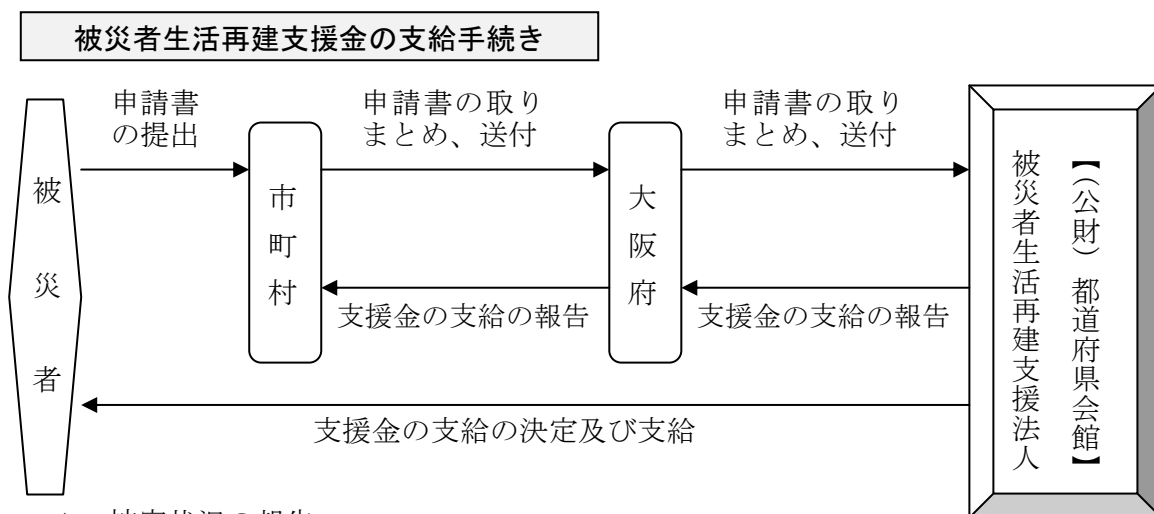 被災者生活再建支援金の支給手続き
申請書
の提出
申請書の取り
まとめ、送付
申請書の取り
まとめ、送付
被災者
市町村
大阪府
被災者生活再建支援法人
【(公財)都道府県会館】
支援金の支給の報告
支援金の支給の報告
支援金の支給の決定及び支給